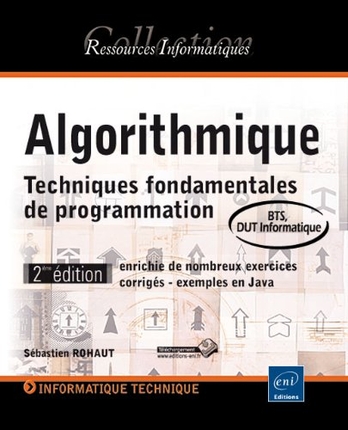 Collection
Ressources Informatiques
Algorithmique
Techniques fondamentales
de programmation
BTS,
DUT Informatique
2ème édition
enrichie de nombreux exercices
corrigés - exemples en Java
Sébastien ROHAUT
Téléchargement
www.editions-eni.fr
INFORMATIQUE TECHNIQUE
eni
Editions